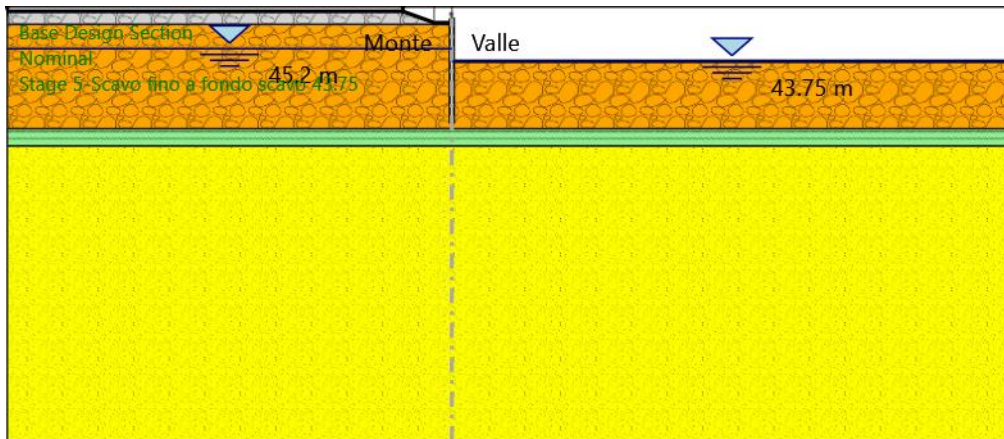 Base Design Section
Nominal
Stage 5-Scavo fino a fondo scavo 43.75
Monte
Valle
45.2 m
43.75 m